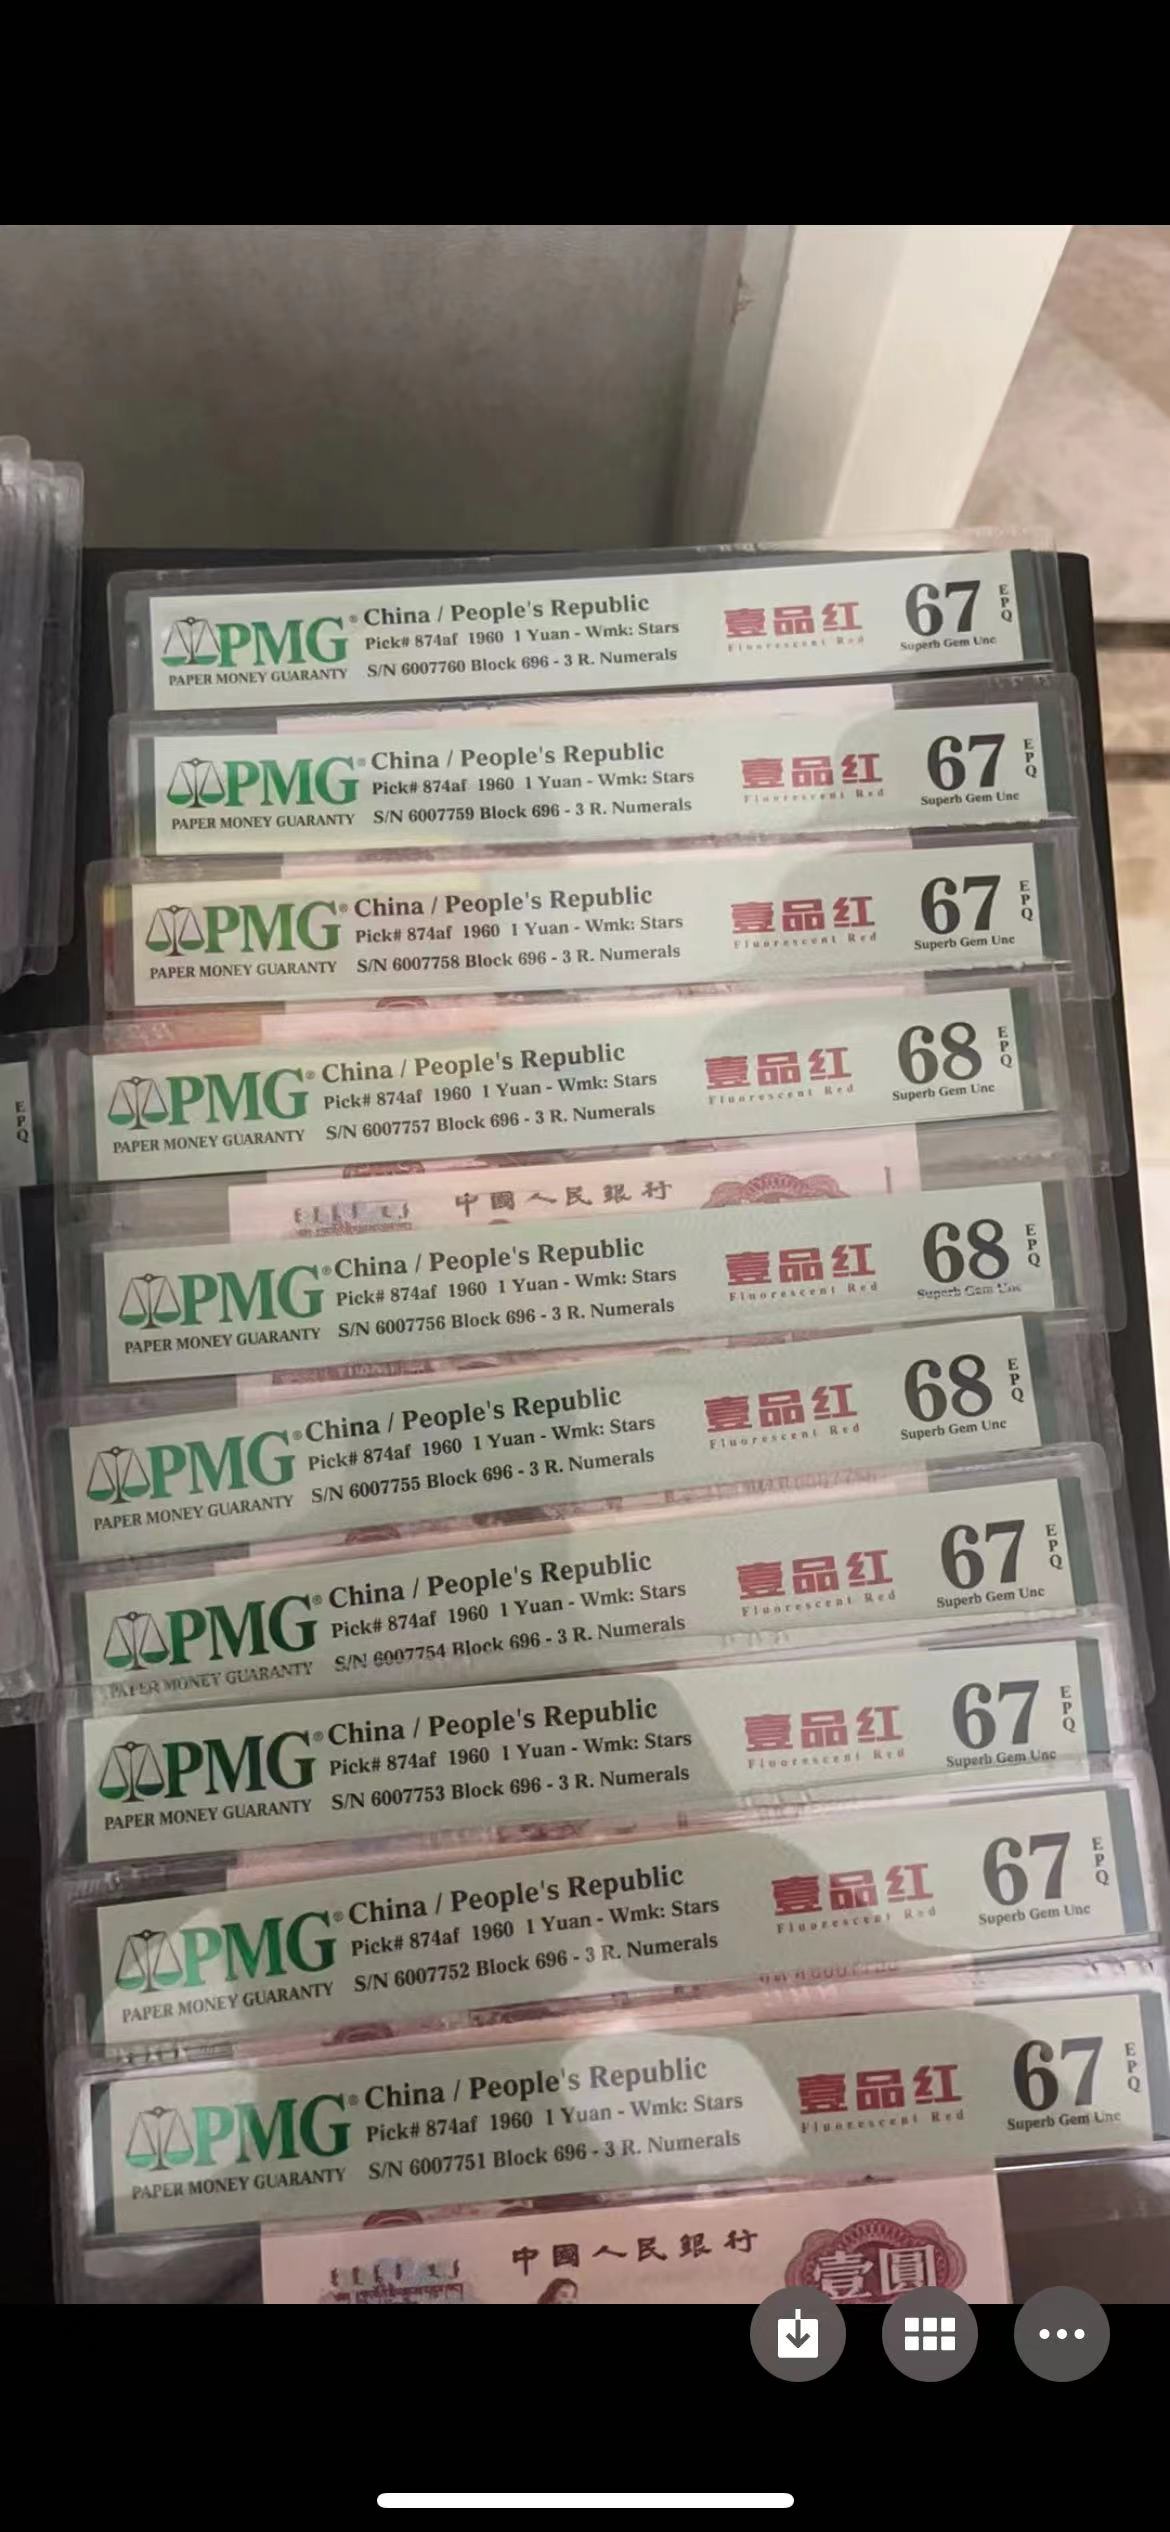 PMG® China / People's Republic
Pick# 874af 1960 1 Yuan - Wmk: Stars
PAPER MONEY GUARANTY S/N 6007760 Block 696 - 3 R. Numerals
壹品红
Fluorescent Red
67 EPQ
Superb Gem Unc
PMG® China / People's Republic
Pick# 874af 1960 1 Yuan - Wmk: Stars
PAPER MONEY GUARANTY S/N 6007759 Block 696 - 3 R. Numerals
壹品红
Fluorescent Red
67 EPQ
Superb Gem Unc
PMG® China / People's Republic
Pick# 874af 1960 1 Yuan - Wmk: Stars
PAPER MONEY GUARANTY S/N 6007758 Block 696 - 3 R. Numerals
壹品红
Fluorescent Red
67 EPQ
Superb Gem Unc
EPQ
PMG® China / People's Republic
Pick# 874af 1960 1 Yuan - Wmk: Stars
PAPER MONEY GUARANTY S/N 6007757 Block 696 - 3 R. Numerals
壹品红
Fluorescent Red
68 EPQ
Superb Gem Unc
中國人民銀行
PMG® China / People's Republic
Pick# 874af 1960 1 Yuan - Wmk: Stars
PAPER MONEY GUARANTY S/N 6007756 Block 696 - 3 R. Numerals
壹品红
Fluorescent Red
68 EPQ
Superb Gem Unc
PMG® China / People's Republic
Pick# 874af 1960 1 Yuan - Wmk: Stars
PAPER MONEY GUARANTY S/N 6007755 Block 696 - 3 R. Numerals
壹品红
Fluorescent Red
68 EPQ
Superb Gem Unc
PMG® China / People's Republic
Pick# 874af 1960 1 Yuan - Wmk: Stars
PAPER MONEY GUARANTY S/N 6007754 Block 696 - 3 R. Numerals
壹品红
Fluorescent Red
67 EPQ
Superb Gem Unc
PMG® China / People's Republic
Pick# 874af 1960 1 Yuan - Wmk: Stars
PAPER MONEY GUARANTY S/N 6007753 Block 696 - 3 R. Numerals
壹品红
Fluorescent Red
67 EPQ
Superb Gem Unc
PMG® China / People's Republic
Pick# 874af 1960 1 Yuan - Wmk: Stars
PAPER MONEY GUARANTY S/N 6007752 Block 696 - 3 R. Numerals
壹品红
Fluorescent Red
67 EPQ
Superb Gem Unc
PMG® China / People's Republic
Pick# 874af 1960 1 Yuan - Wmk: Stars
PAPER MONEY GUARANTY S/N 6007751 Block 696 - 3 R. Numerals
壹品红
Fluorescent Red
67 EPQ
Superb Gem Unc
中國人民銀行
壹圓